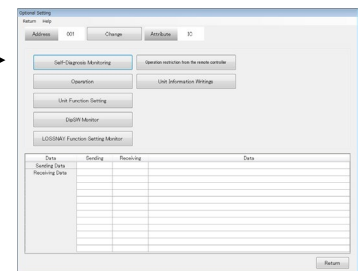 Optional Setting
Return Help
Address 001 Change Attribute IC
Self-Diagnosis Monitoring Operation restriction from the remote controller
Operation Unit Information Writings
Unit Function Setting
DipSW Monitor
LOSSNAY Function Setting Monitor
Data Sending Receiving Data
Sending Data
Receiving Data
Return